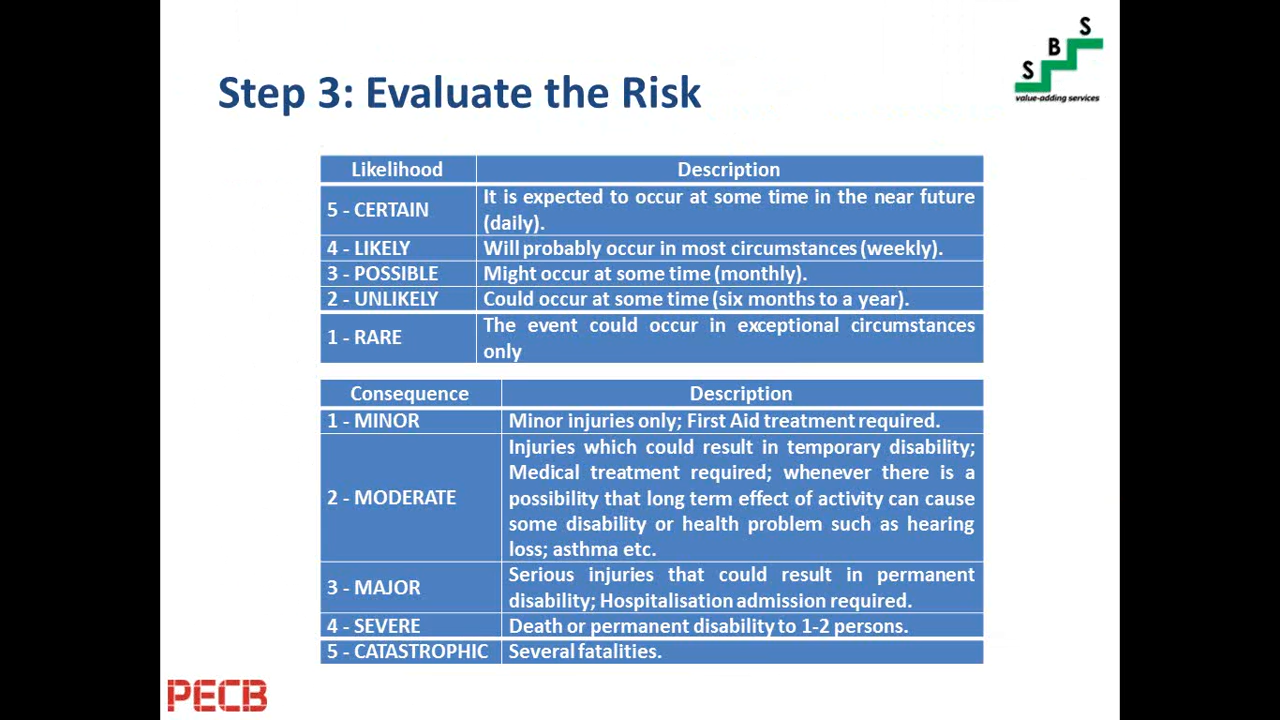 S
B
S
value-adding services
Step 3: Evaluate the Risk
Likelihood Description
5 - CERTAIN It is expected to occur at some time in the near future
(daily).
4 - LIKELY Will probably occur in most circumstances (weekly).
3 - POSSIBLE Might occur at some time (monthly).
2 - UNLIKELY Could occur at some time (six months to a year).
1 - RARE The event could occur in exceptional circumstances
only
Consequence Description
1 - MINOR Minor injuries only; First Aid treatment required.
2 - MODERATE Injuries which could result in temporary disability;
Medical treatment required; whenever there is a
possibility that long term effect of activity can cause
some disability or health problem such as hearing
loss; asthma etc.
3 - MAJOR Serious injuries that could result in permanent
disability; Hospitalisation admission required.
4 - SEVERE Death or permanent disability to 1-2 persons.
5 - CATASTROPHIC Several fatalities.
PECB